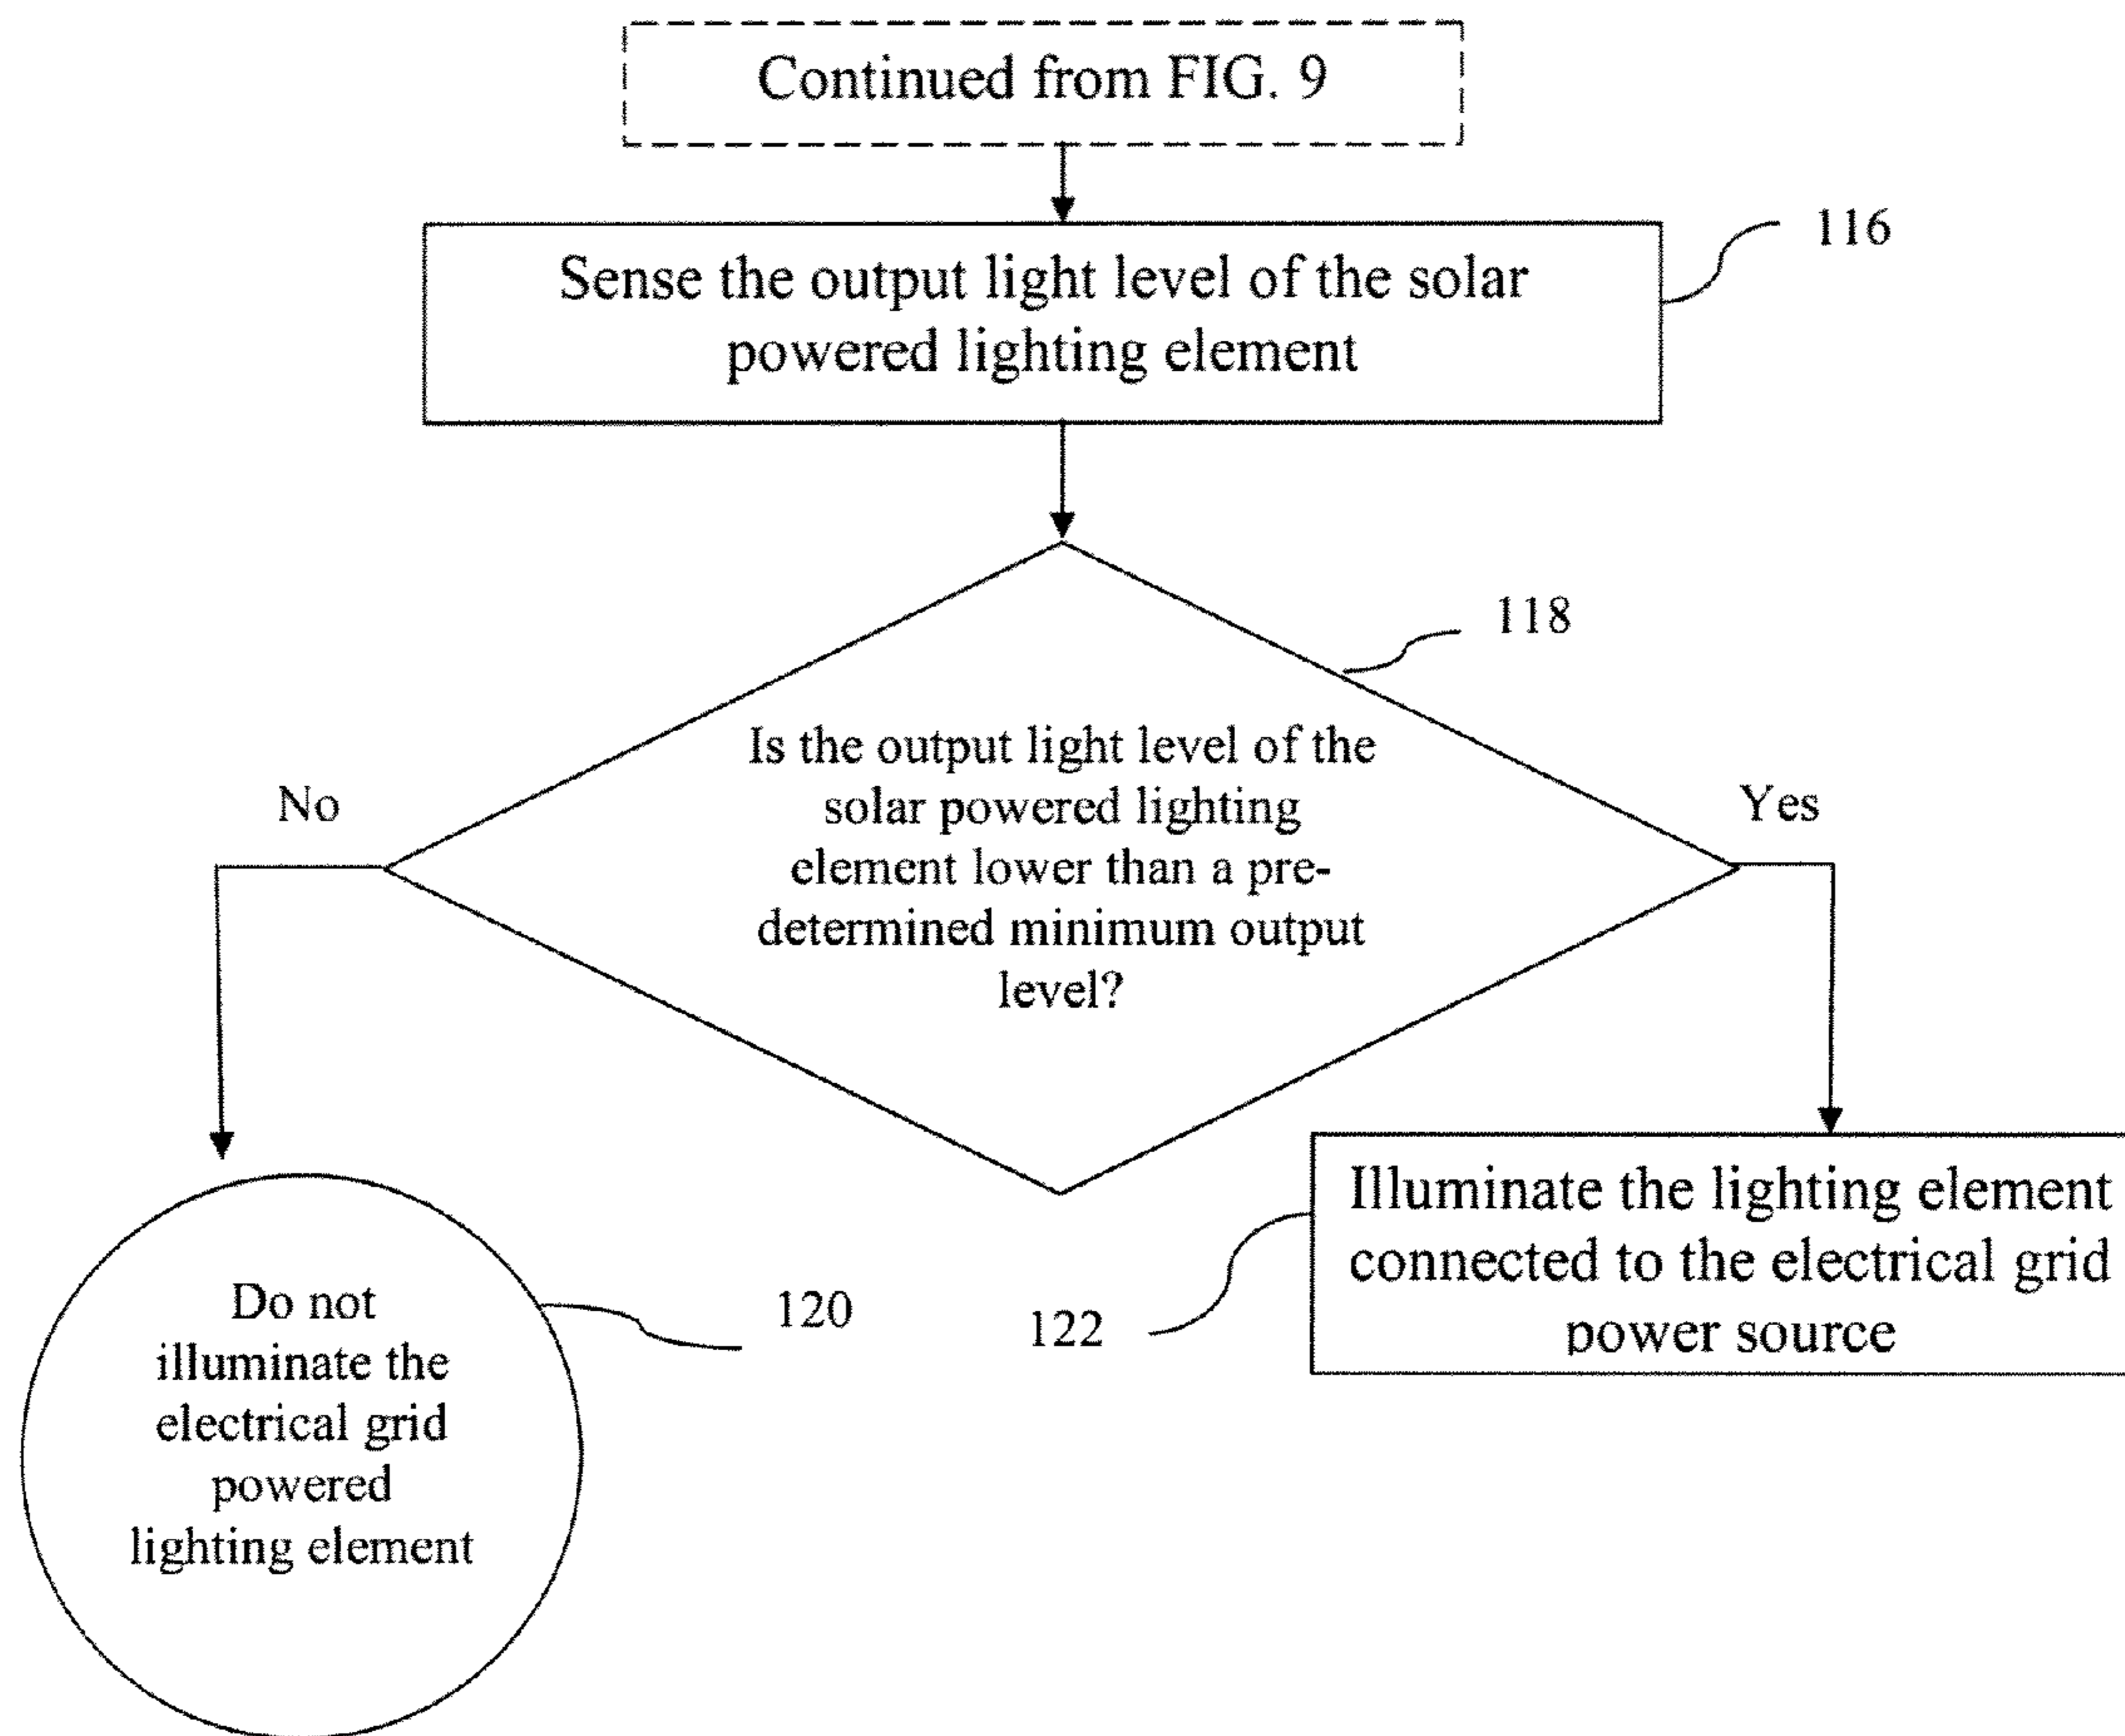 Continued from FIG. 9
116
Sense the output light level of the solar
powered lighting element
118
Is the output light level of the
solar powered lighting
element lower than a pre-
determined minimum output
level?
No
Yes
Do not
illuminate the
electrical grid
powered
lighting element
120
122
Illuminate the lighting element
connected to the electrical grid
power source